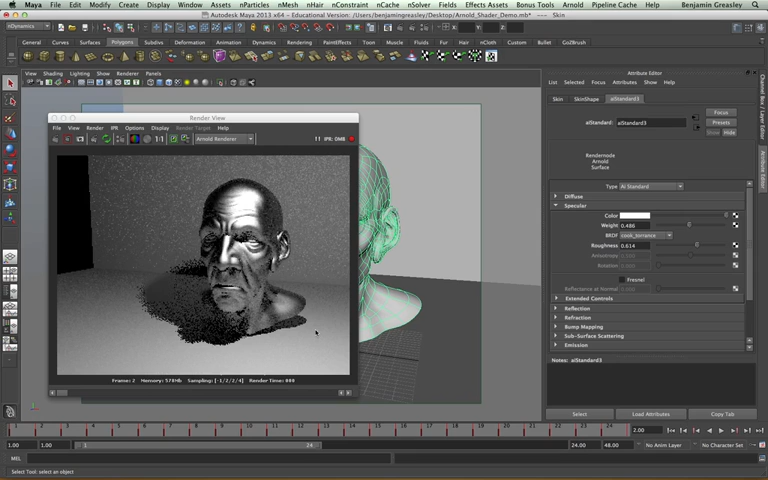 Maya File Edit Modify Create Display Window Assets nParticles nMesh nHair nConstraint nCache nSolver Fields Effects Assets Bonus Tools Arnold Pipeline Cache Help Benjamin Greasley
Autodesk Maya 2013 x64 - Educational Version: /Users/benjamingreasley/Desktop/Arnold_Shader_Demo.mb* --- Skin
nDynamics
General Curves Surfaces Polygons Subdivs Deformation Animation Dynamics Rendering PaintEffects Toon Muscle Fluids Fur Hair nCloth Custom Bullet GoZBrush
View Shading Lighting Show Renderer Panels
Attribute Editor
List Selected Focus Attributes Show Help
Skin SkinShape aiStandard3
Focus
aiStandard: aiStandard3
Presets
Show Hide
Rendernode
Arnold
Surface
Type Ai Standard
Diffuse
Specular
Color
Weight 0.486
BRDF cook_torrance
Roughness 0.614
Anisotropy
Rotation
Fresnel
Reflectance at Normal
Extended Controls
Reflection
Refraction
Bump Mapping
Sub-Surface Scattering
Emission
Notes: aiStandard3
Select Load Attributes Copy Tab
Channel Box / Layer Editor
Attribute Editor
Render View
File View Render IPR Options Display Render Target Help
1:1 Arnold Renderer IPR: 0MB
Frame: 2 Memory: 578Mb Sampling: [-1/2/2/4] Render Time:
2.00
1.00 1.00 1 24 24.00 48.00 No Anim Layer No Character Set
MEL
Select Tool: select an object